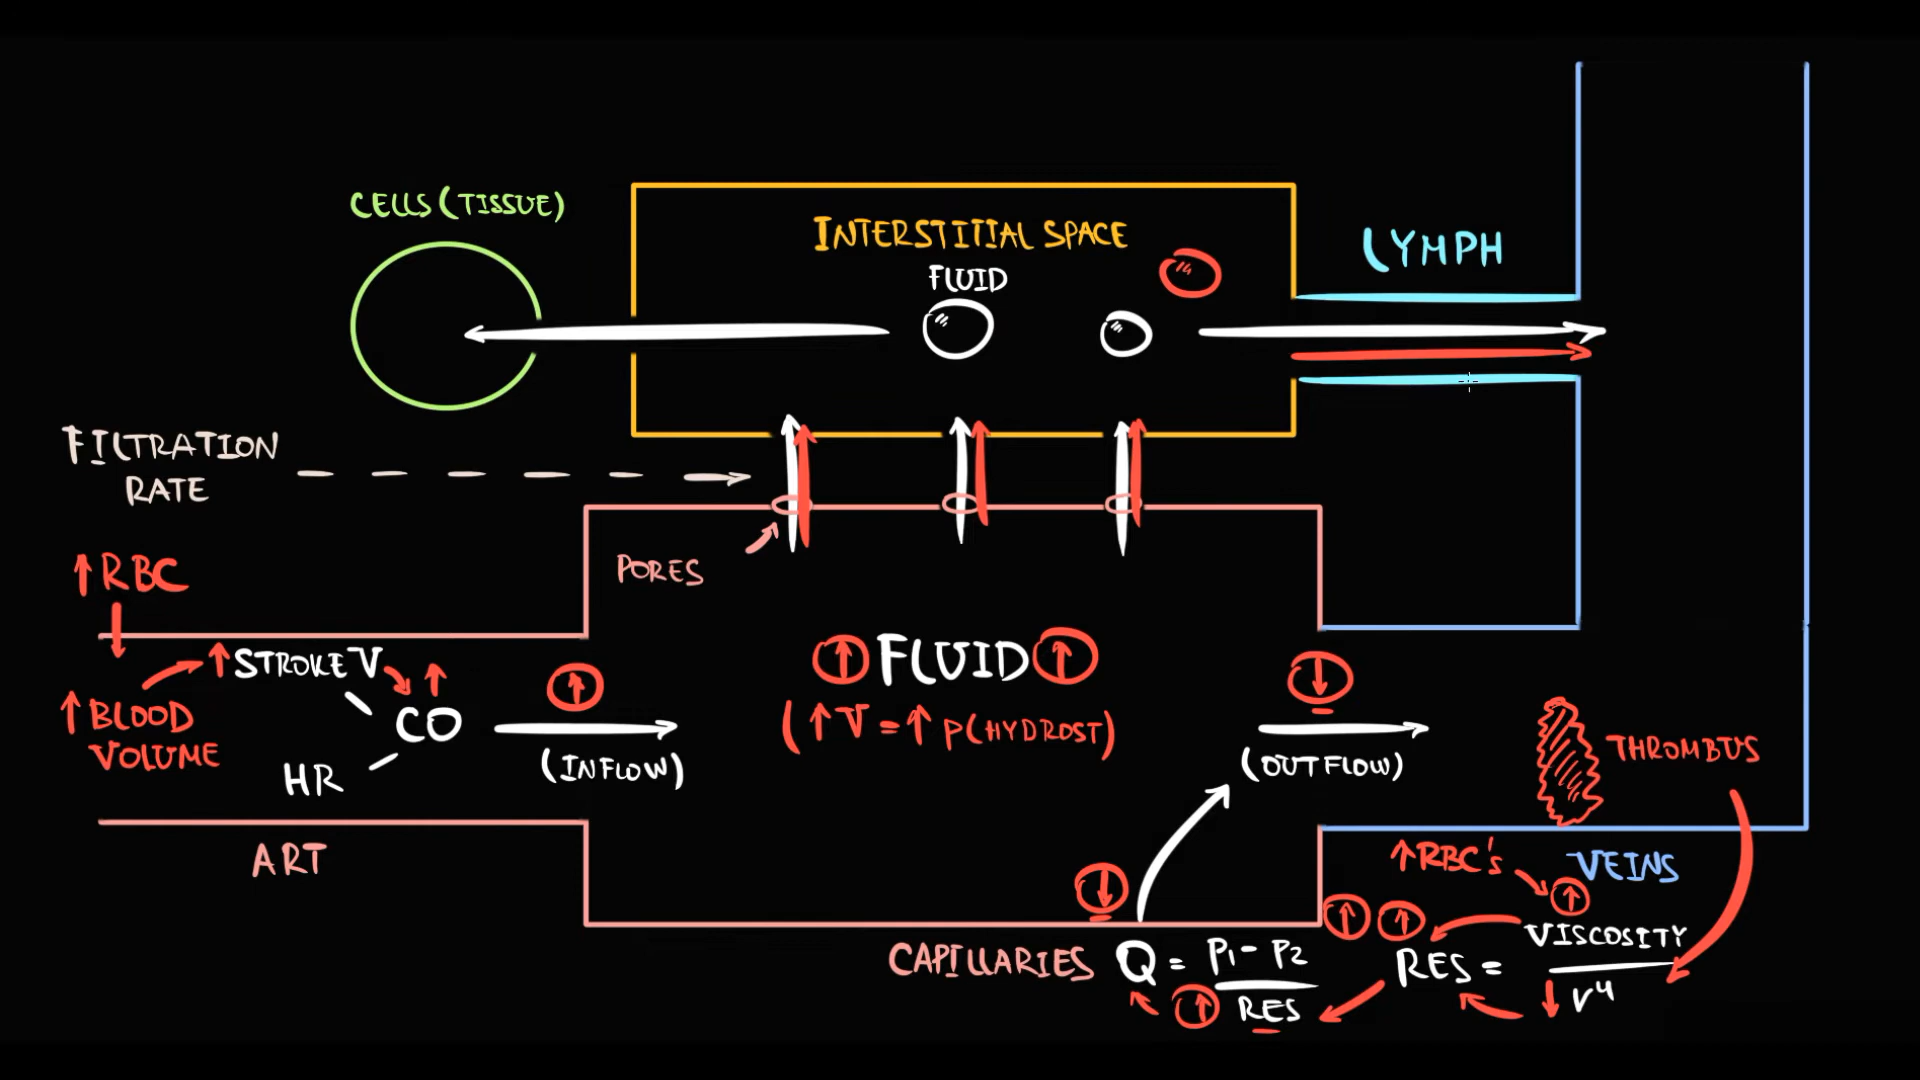 CELLS (TISSUE)
INTERSTITIAL SPACE
FLUID
LYMPH
FILTRATION
RATE
PORES
↑RBC
↑STROKE V
↑BLOOD
VOLUME
↑
CO
HR
↑
(INFLOW)
ART
↑FLUID↑
(↑V=↑P(HYDROST)
↓
(OUTFLOW)
THROMBUS
VEINS
↑RBC's
↑
VISCOSITY
r⁴
↓
↑ ↑
RES =
CAPILLARIES
↓
Q = P1 - P2
↑ RES